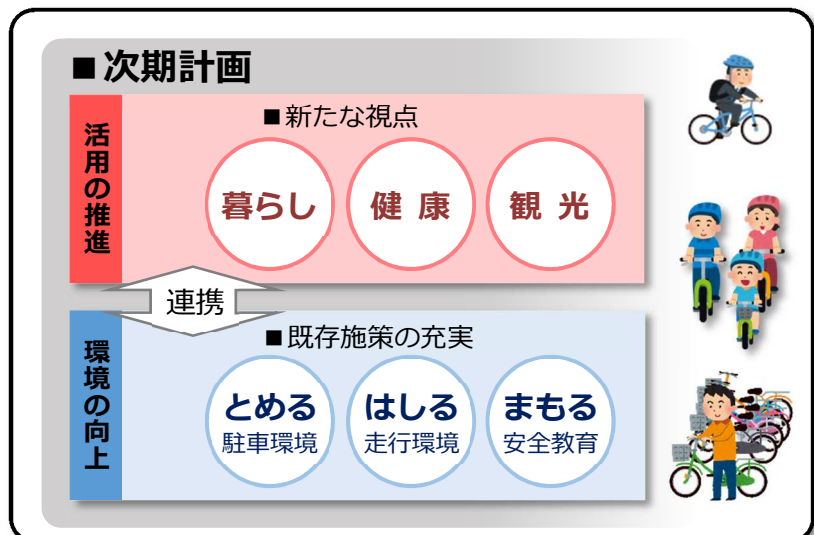 ■次期計画
活用の推進
■新たな視点
暮らし
健康
観光
連携
環境の向上
■既存施策の充実
とめる
駐車環境
はしる
走行環境
まもる
安全教育